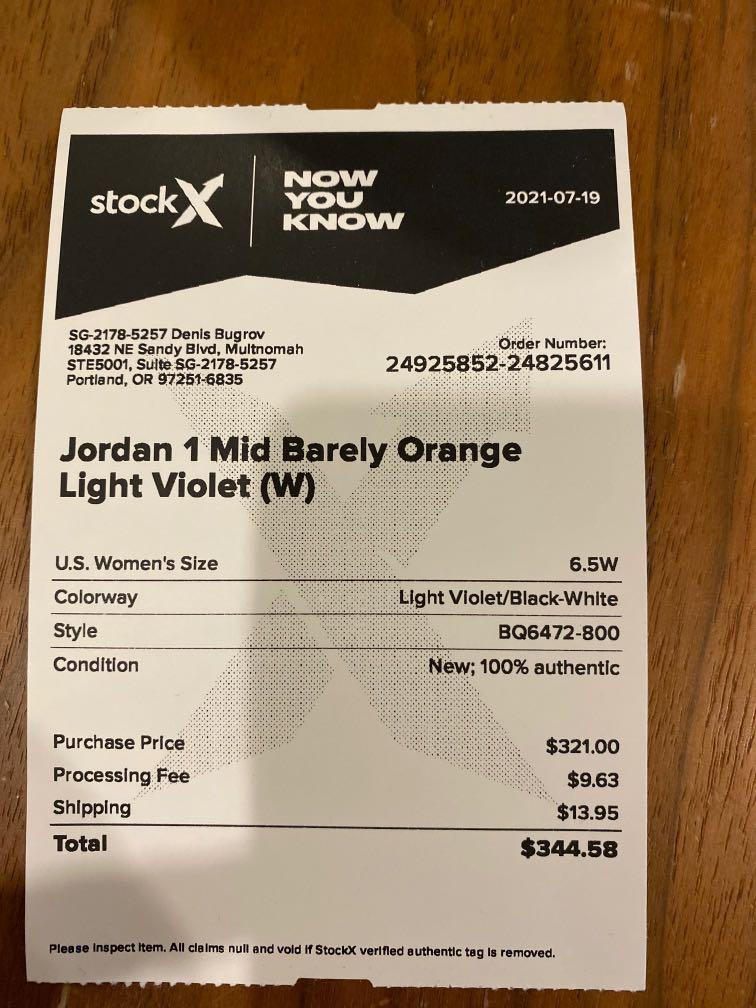 stockX
NOW
YOU
KNOW
2021-07-19
SG-2178-5257 Denis Bugrov
18432 NE Sandy Blvd, Multnomah
STE5001, Suite SG-2178-5257
Portland, OR 97251-6835
Order Number:
24925852-24825611
Jordan 1 Mid Barely Orange
Light Violet (W)
U.S. Women's Size 6.5W
Colorway Light Violet/Black-White
Style BQ6472-800
Condition New; 100% authentic
Purchase Price $321.00
Processing Fee $9.63
Shipping $13.95
Total $344.58
Please inspect item. All claims null and void if StockX verified authentic tag is removed.